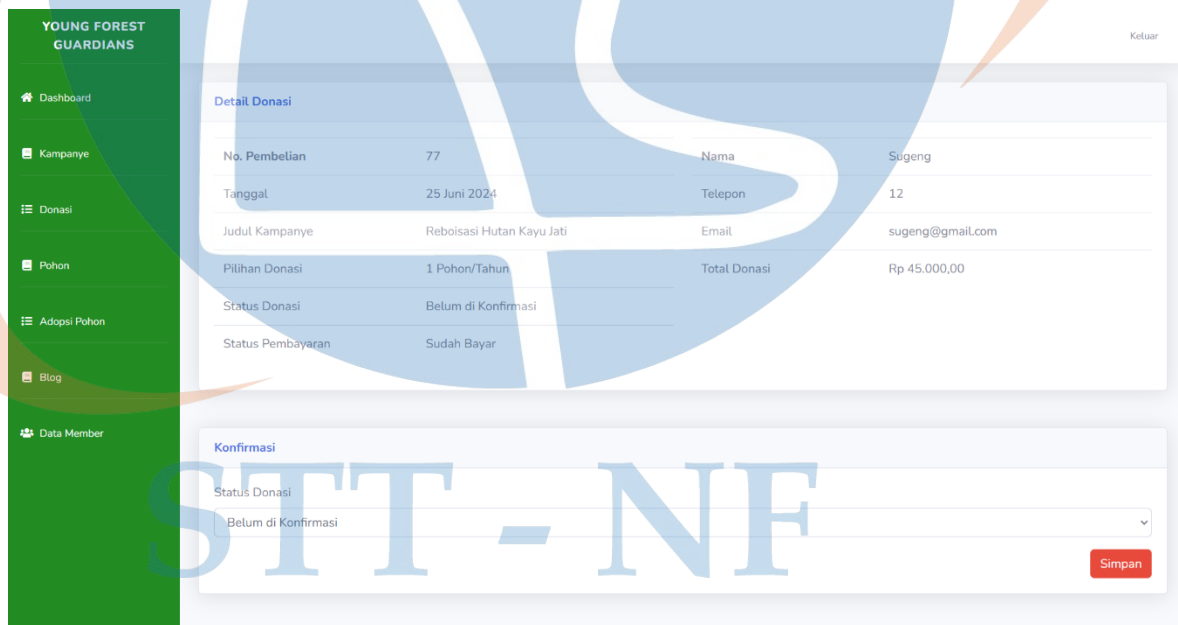 YOUNG FOREST
GUARDIANS
Keluar
Dashboard
Kampanye
Donasi
Pohon
Adopsi Pohon
Blog
Data Member
Detail Donasi
No. Pembelian 77
Tanggal 25 Juni 2024
Judul Kampanye Reboisasi Hutan Kayu Jati
Pilihan Donasi 1 Pohon/Tahun
Status Donasi Belum di Konfirmasi
Status Pembayaran Sudah Bayar
Nama Sugeng
Telepon 12
Email sugeng@gmail.com
Total Donasi Rp 45.000,00
Konfirmasi
Status Donasi
Belum di Konfirmasi
Simpan
STT - NF